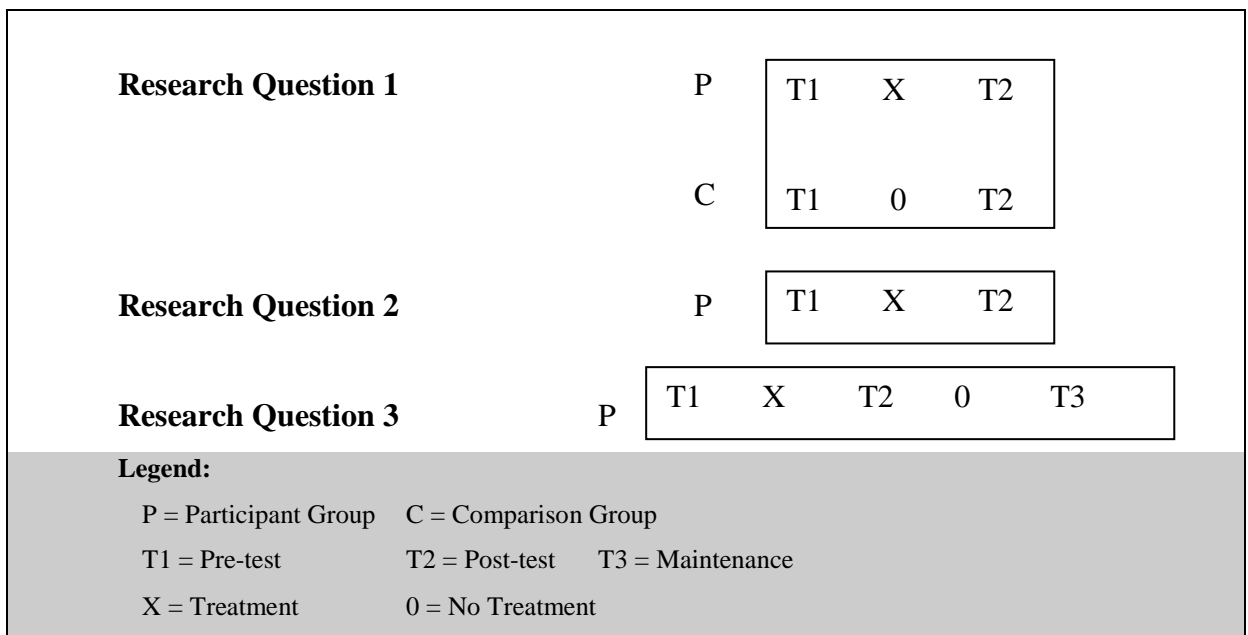 Research Question 1 P T1 X T2
C T1 0 T2
Research Question 2 P T1 X T2
Research Question 3 P T1 X T2 0 T3
Legend:
P = Participant Group C = Comparison Group
T1 = Pre-test T2 = Post-test T3 = Maintenance
X = Treatment 0 = No Treatment